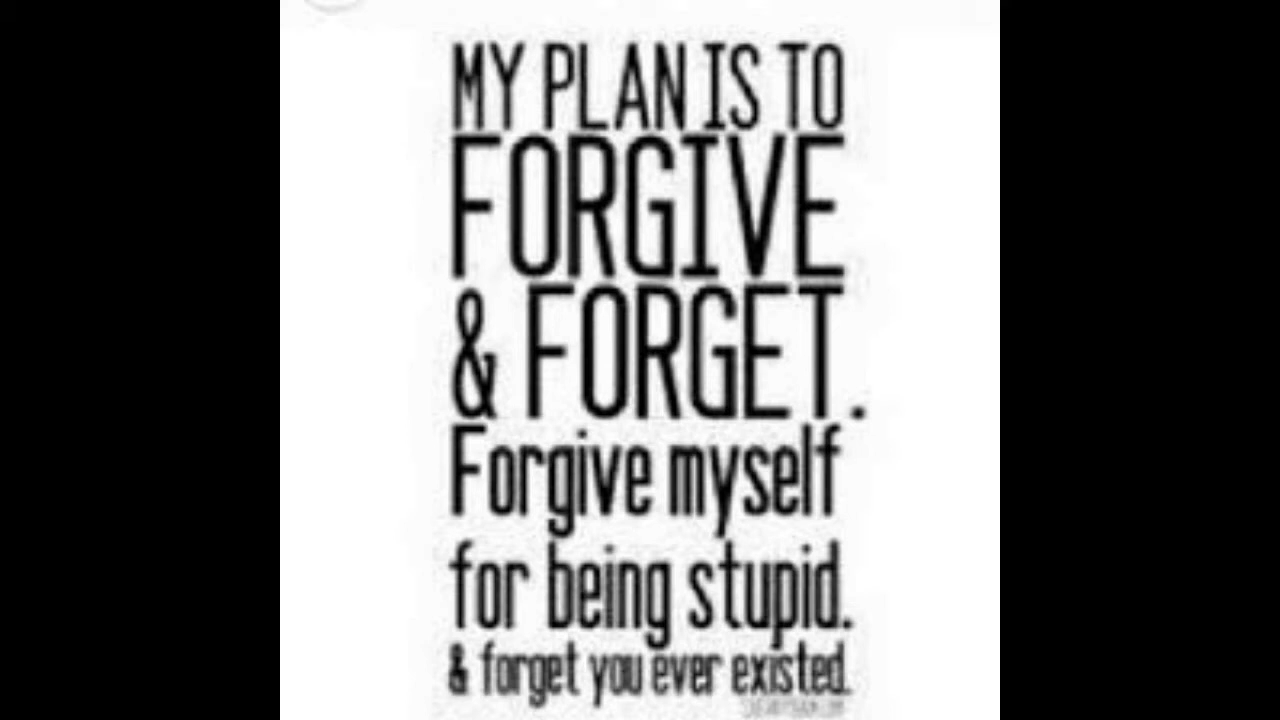 MY PLAN IS TO
FORGIVE
& FORGET.
Forgive myself
for being stupid.
& forget you ever existed.